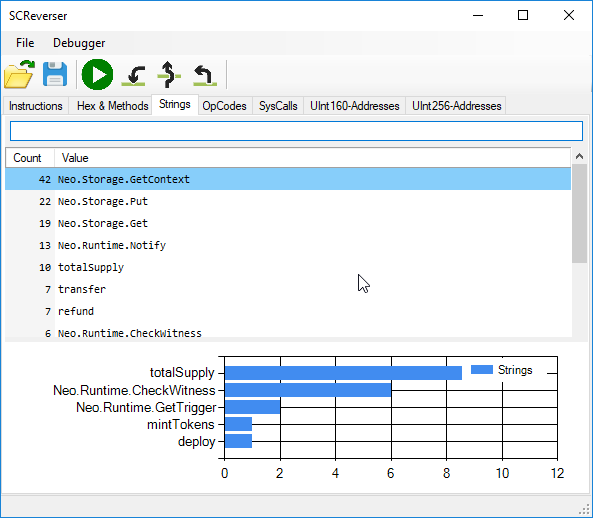 SCReverser
File Debugger
Instructions Hex & Methods Strings OpCodes SysCalls UInt160-Addresses UInt256-Addresses
Count Value
42 Neo.Storage.GetContext
22 Neo.Storage.Put
19 Neo.Storage.Get
13 Neo.Runtime.Notify
10 totalSupply
7 transfer
7 refund
6 Neo.Runtime.CheckWitness
totalSupply
Strings
Neo.Runtime.CheckWitness
Neo.Runtime.GetTrigger
mintTokens
deploy
0 2 4 6 8 10 12